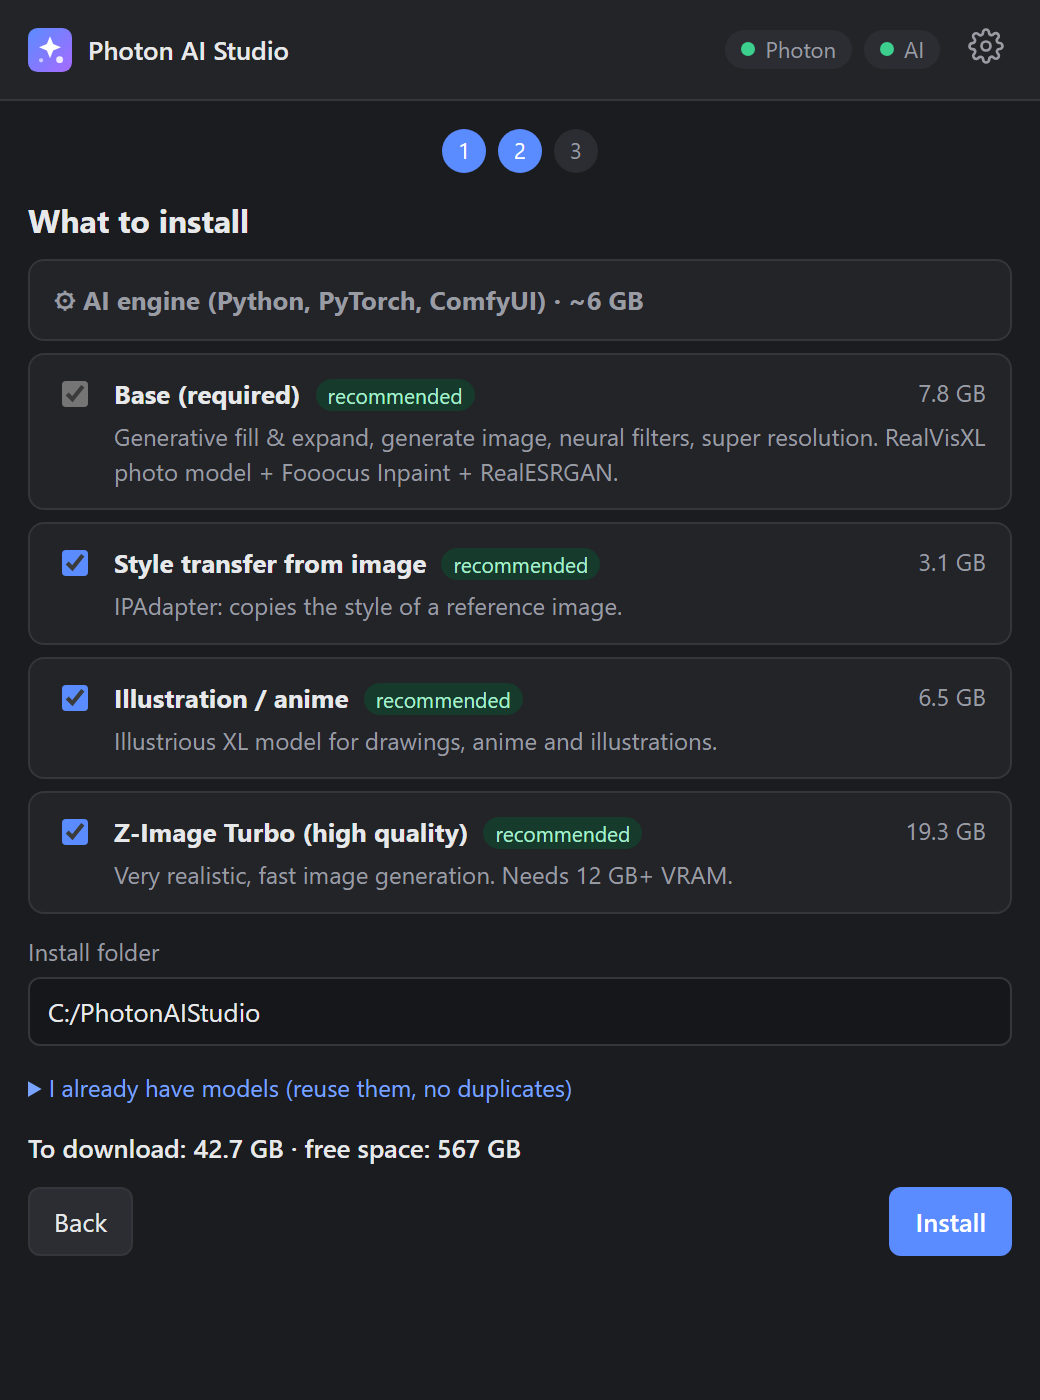 Photon AI Studio
Photon
AI
1
2
3
What to install
AI engine (Python, PyTorch, ComfyUI) · ~6 GB
Base (required) recommended 7.8 GB
Generative fill & expand, generate image, neural filters, super resolution. RealVisXL
photo model + Fooocus Inpaint + RealESRGAN.
Style transfer from image recommended 3.1 GB
IPAdapter: copies the style of a reference image.
Illustration / anime recommended 6.5 GB
Illustrious XL model for drawings, anime and illustrations.
Z-Image Turbo (high quality) recommended 19.3 GB
Very realistic, fast image generation. Needs 12 GB+ VRAM.
Install folder
C:/PhotonAIStudio
I already have models (reuse them, no duplicates)
To download: 42.7 GB · free space: 567 GB
Back
Install